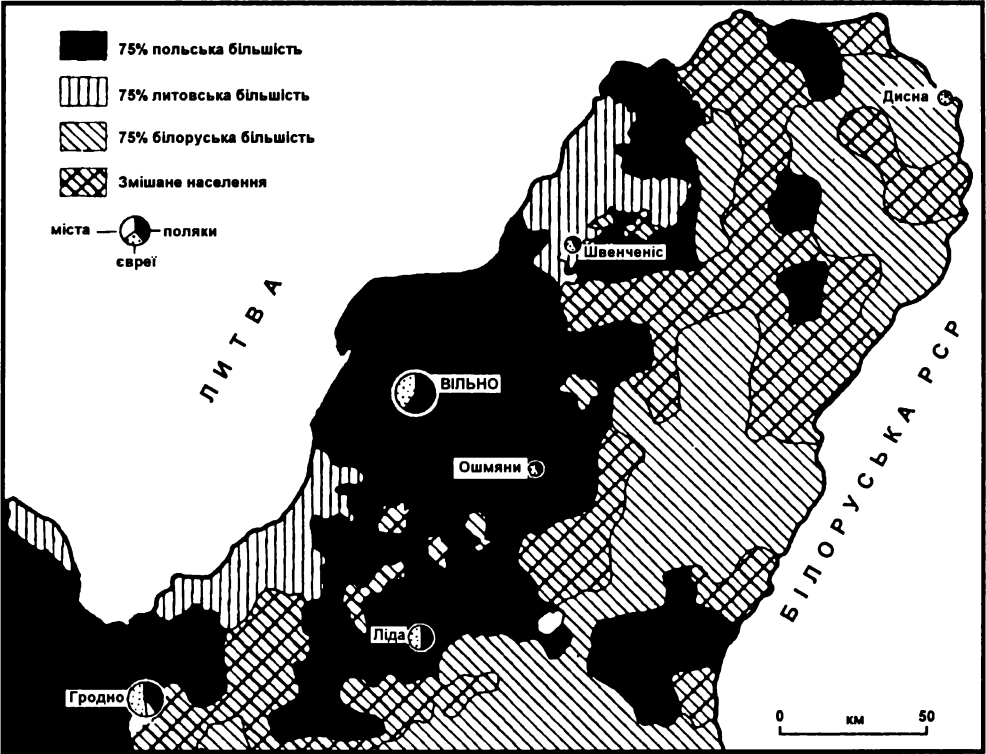 75% польська більшість
75% литовська більшість
75% білоруська більшість
Змішане населення
міста
поляки
євреї
Дисна
Швенченіс
ЛИТВА
ВІЛЬНО
Ошмяни
БІЛОРУСЬКА РСР
Ліда
Гродно
0 км 50